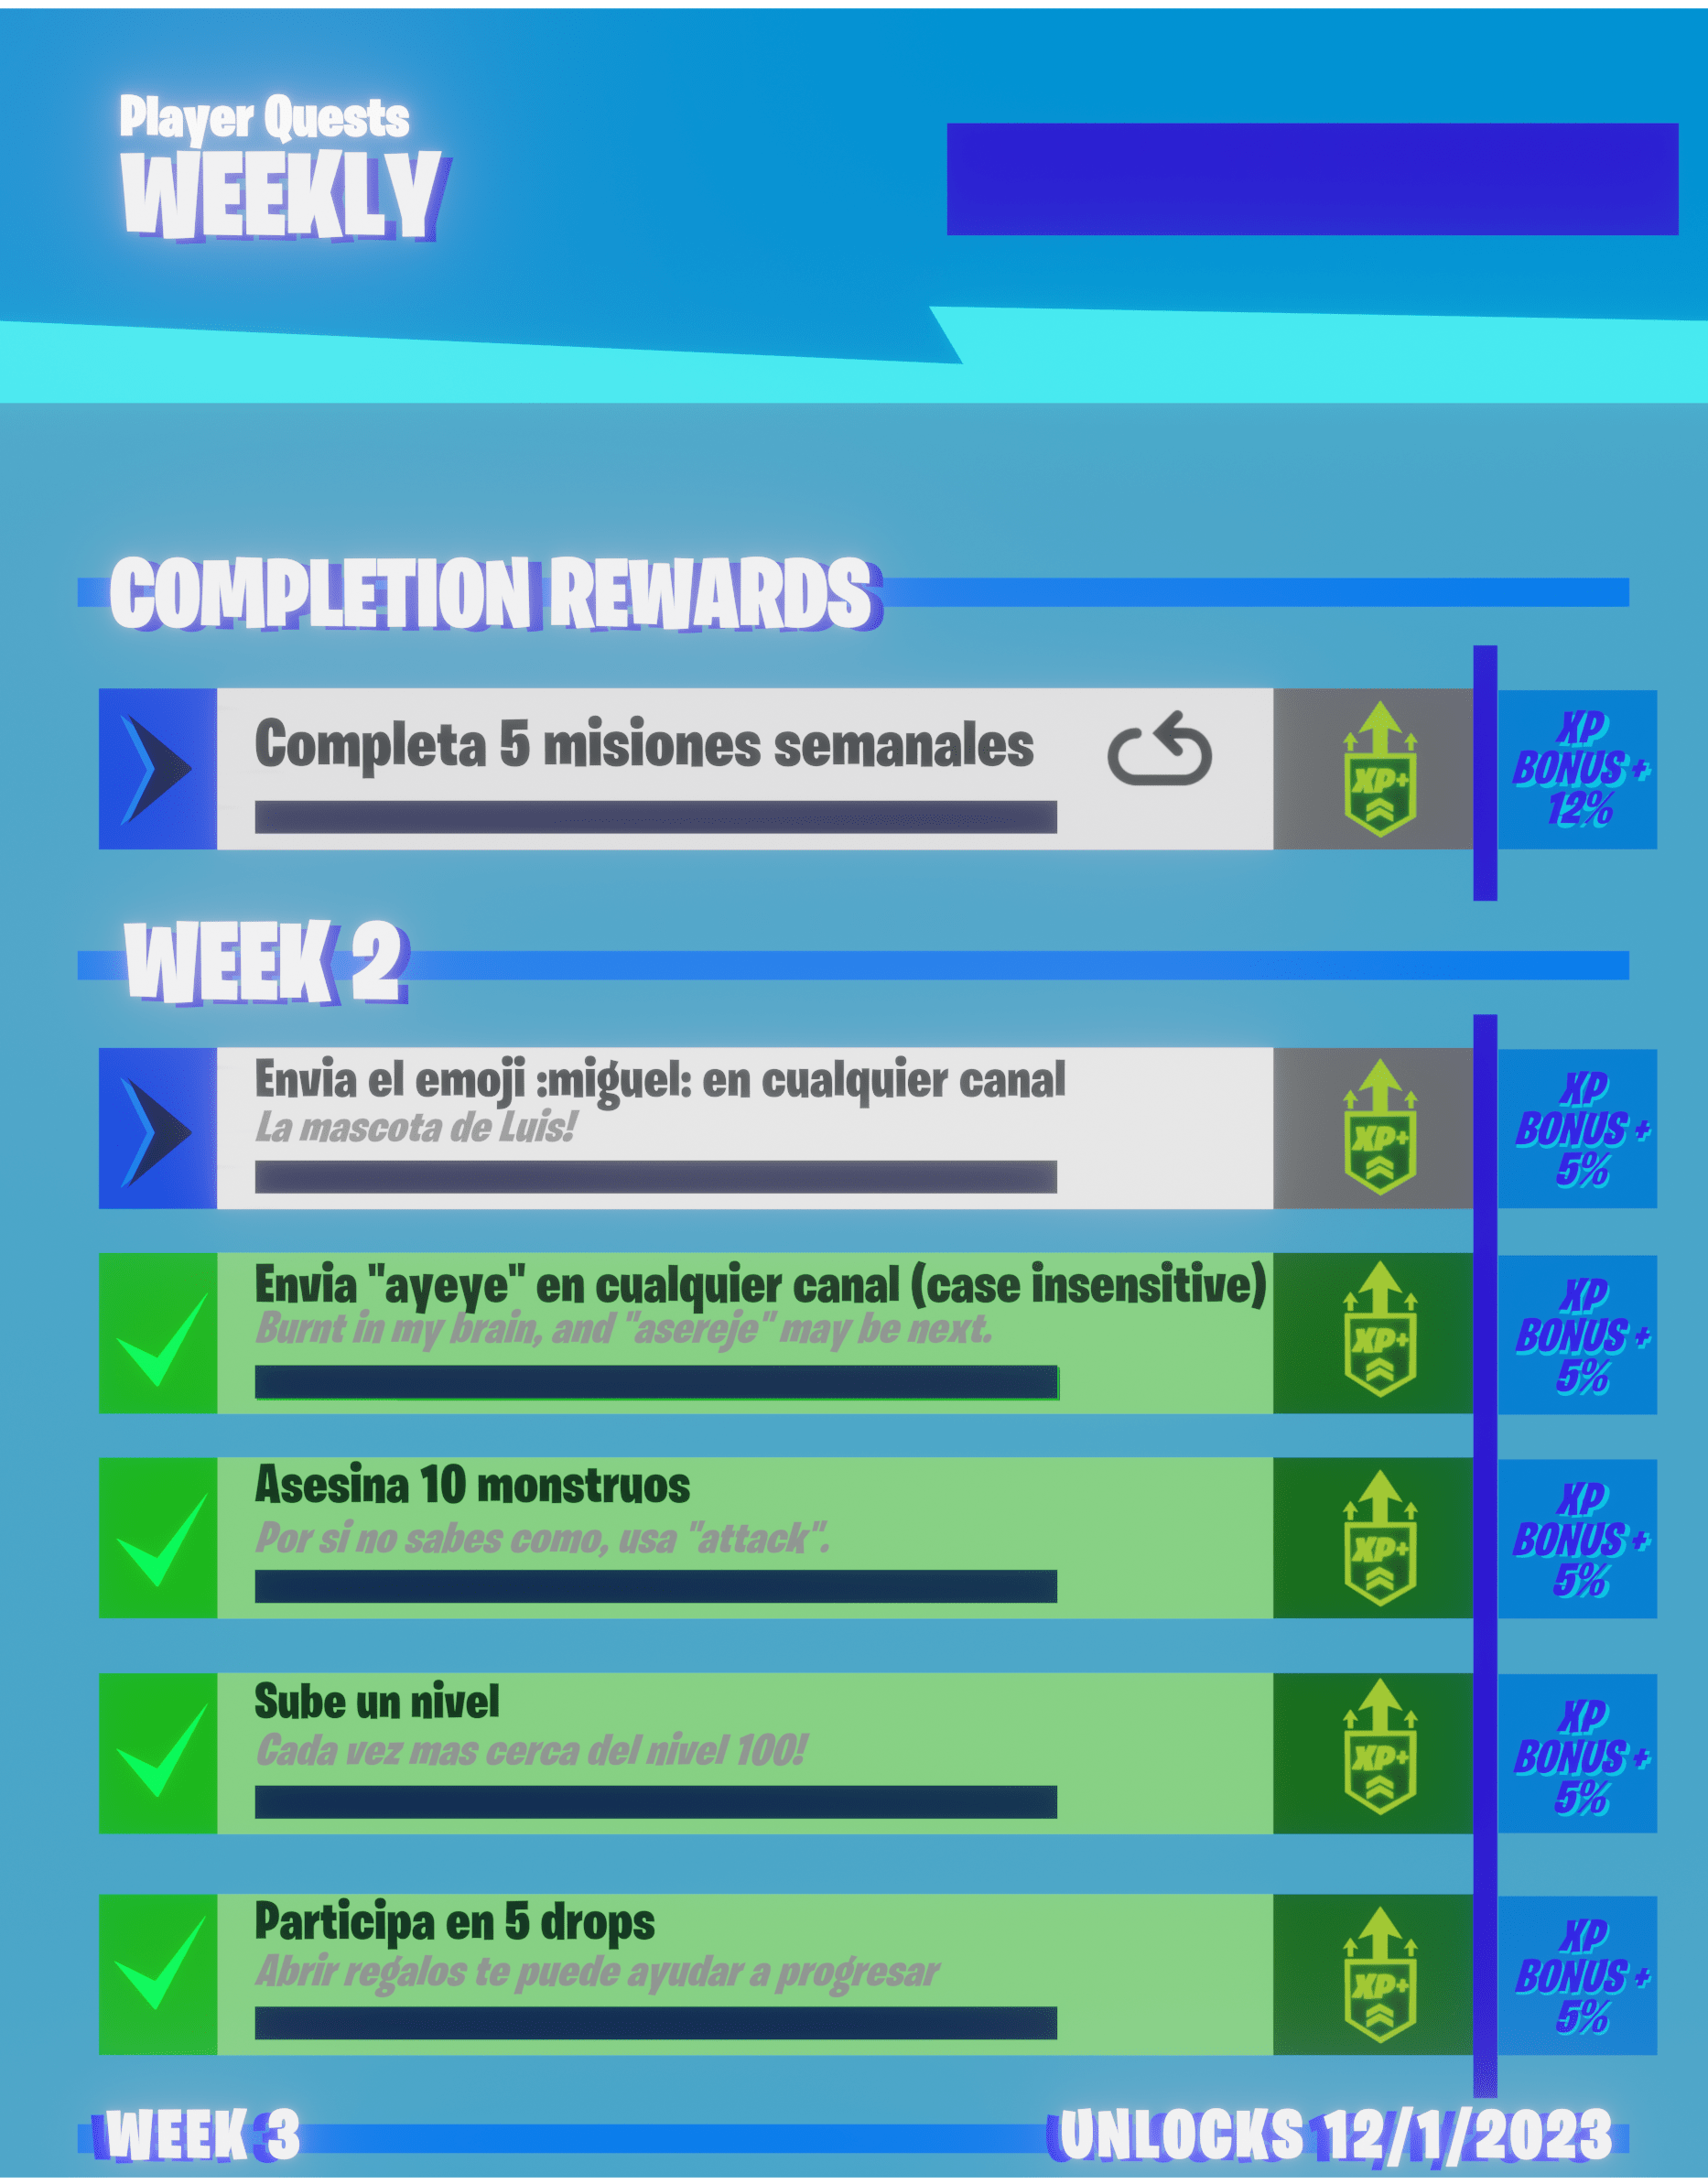 Player Quests
WEEKLY
COMPLETION REWARDS
Completa 5 misiones semanales
XP+
XP
BONUS +
12%
WEEK 2
Envia el emoji :miguel: en cualquier canal
La mascota de Luis!
XP+
XP
BONUS +
5%
Envia "ayeye" en cualquier canal (case insensitive)
Burnt in my brain, and "asereje" may be next.
XP+
XP
BONUS +
5%
Asesina 10 monstruos
Por si no sabes como, usa "attack".
XP+
XP
BONUS +
5%
Sube un nivel
Cada vez mas cerca del nivel 100!
XP+
XP
BONUS +
5%
Participa en 5 drops
Abrir regalos te puede ayudar a progresar
XP+
XP
BONUS +
5%
WEEK 3
UNLOCKS 12/1/2023